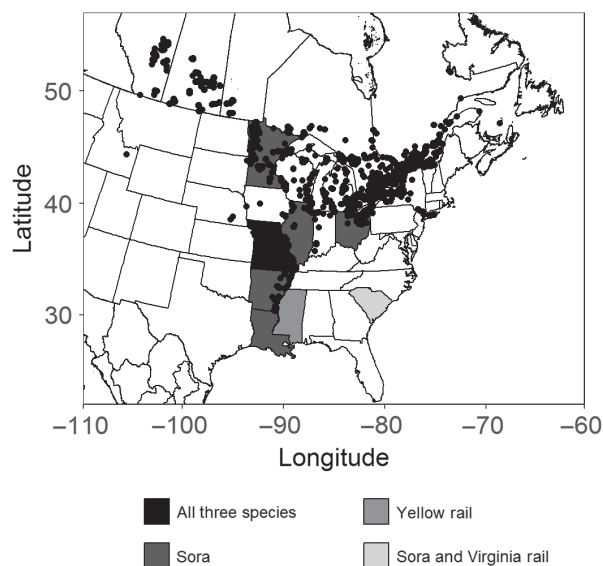 50
40
30
Latitude
−110
−100
−90
−80
−70
−60
Longitude
All three species
Yellow rail
Sora
Sora and Virginia rail